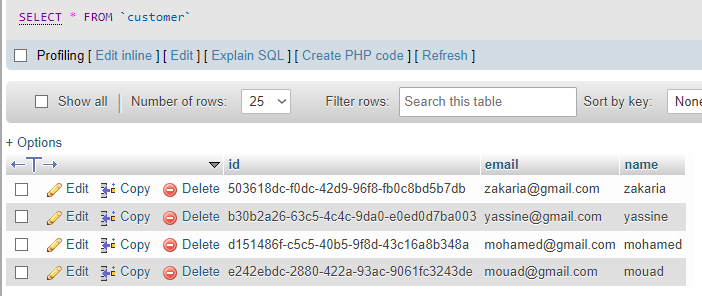 SELECT * FROM `customer`
Profiling [ Edit inline ] [ Edit ] [ Explain SQL ] [ Create PHP code ] [ Refresh ]
Show all Number of rows: 25 Filter rows: Search this table Sort by key: None
+ Options
←T→ id email name
Edit Copy Delete 503618dc-f0dc-42d9-96f8-fb0c8bd5b7db zakaria@gmail.com zakaria
Edit Copy Delete b30b2a26-63c5-4c4c-9da0-e0ed0d7ba003 yassine@gmail.com yassine
Edit Copy Delete d151486f-c5c5-40b5-9f8d-43c16a8b348a mohamed@gmail.com mohamed
Edit Copy Delete e242ebdc-2880-422a-93ac-9061fc3243de mouad@gmail.com mouad